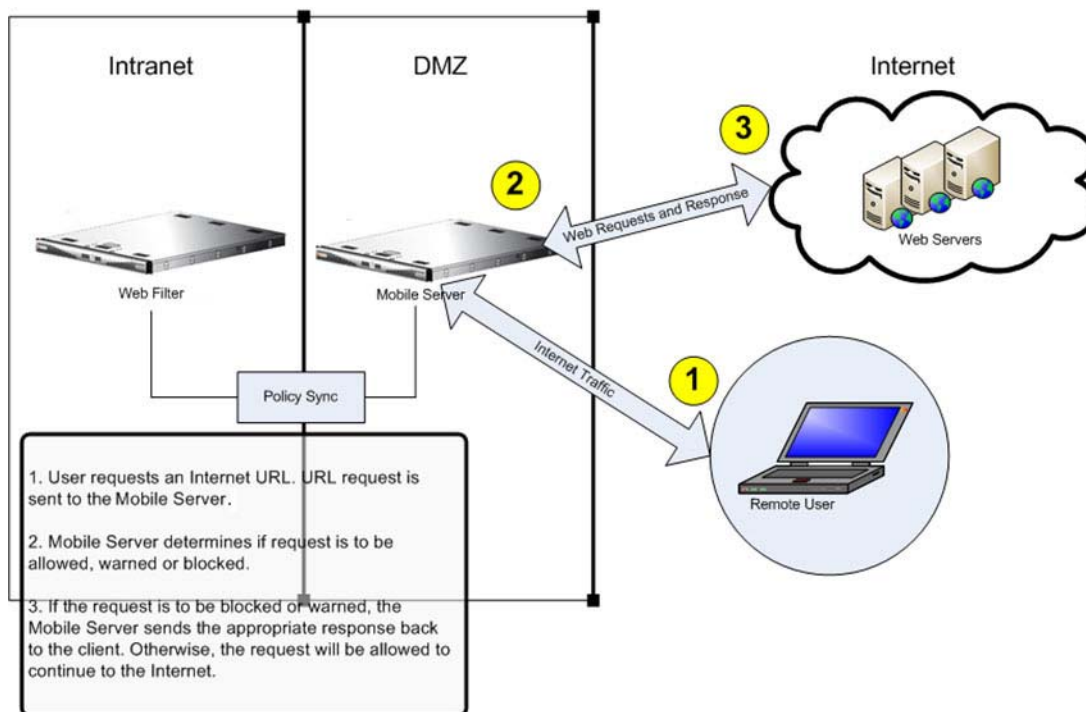 Intranet
DMZ
Internet
3
2
Web Requests and Response
Web Servers
Web Filter
Mobile Server
Internet Traffic
1
Policy Sync
Remote User
1. User requests an Internet URL. URL request is
sent to the Mobile Server.
2. Mobile Server determines if request is to be
allowed, warned or blocked.
3. If the request is to be blocked or warned, the
Mobile Server sends the appropriate response back
to the client. Otherwise, the request will be allowed to
continue to the Internet.